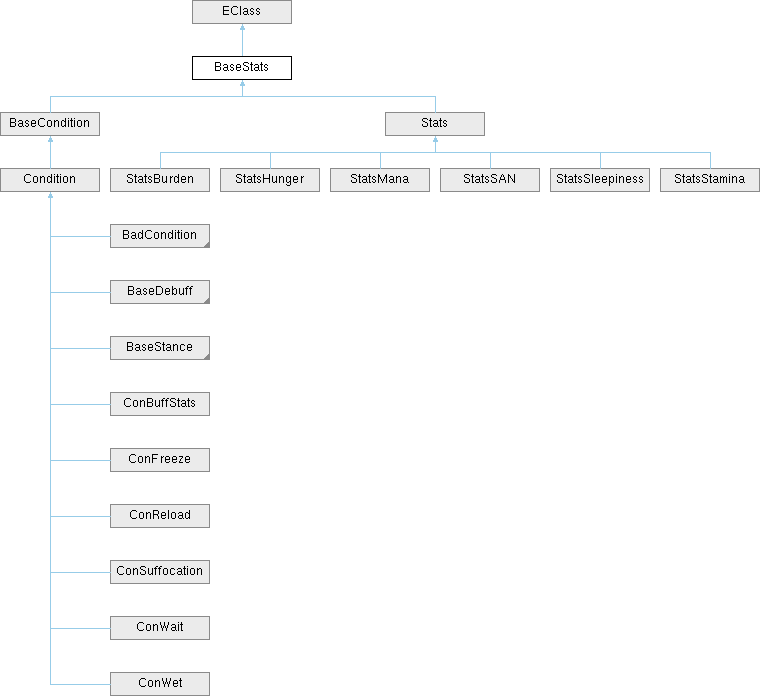 EClass
BaseStats
BaseCondition
Stats
Condition
StatsBurden
StatsHunger
StatsMana
StatsSAN
StatsSleepiness
StatsStamina
BadCondition
BaseDebuff
BaseStance
ConBuffStats
ConFreeze
ConReload
ConSuffocation
ConWait
ConWet